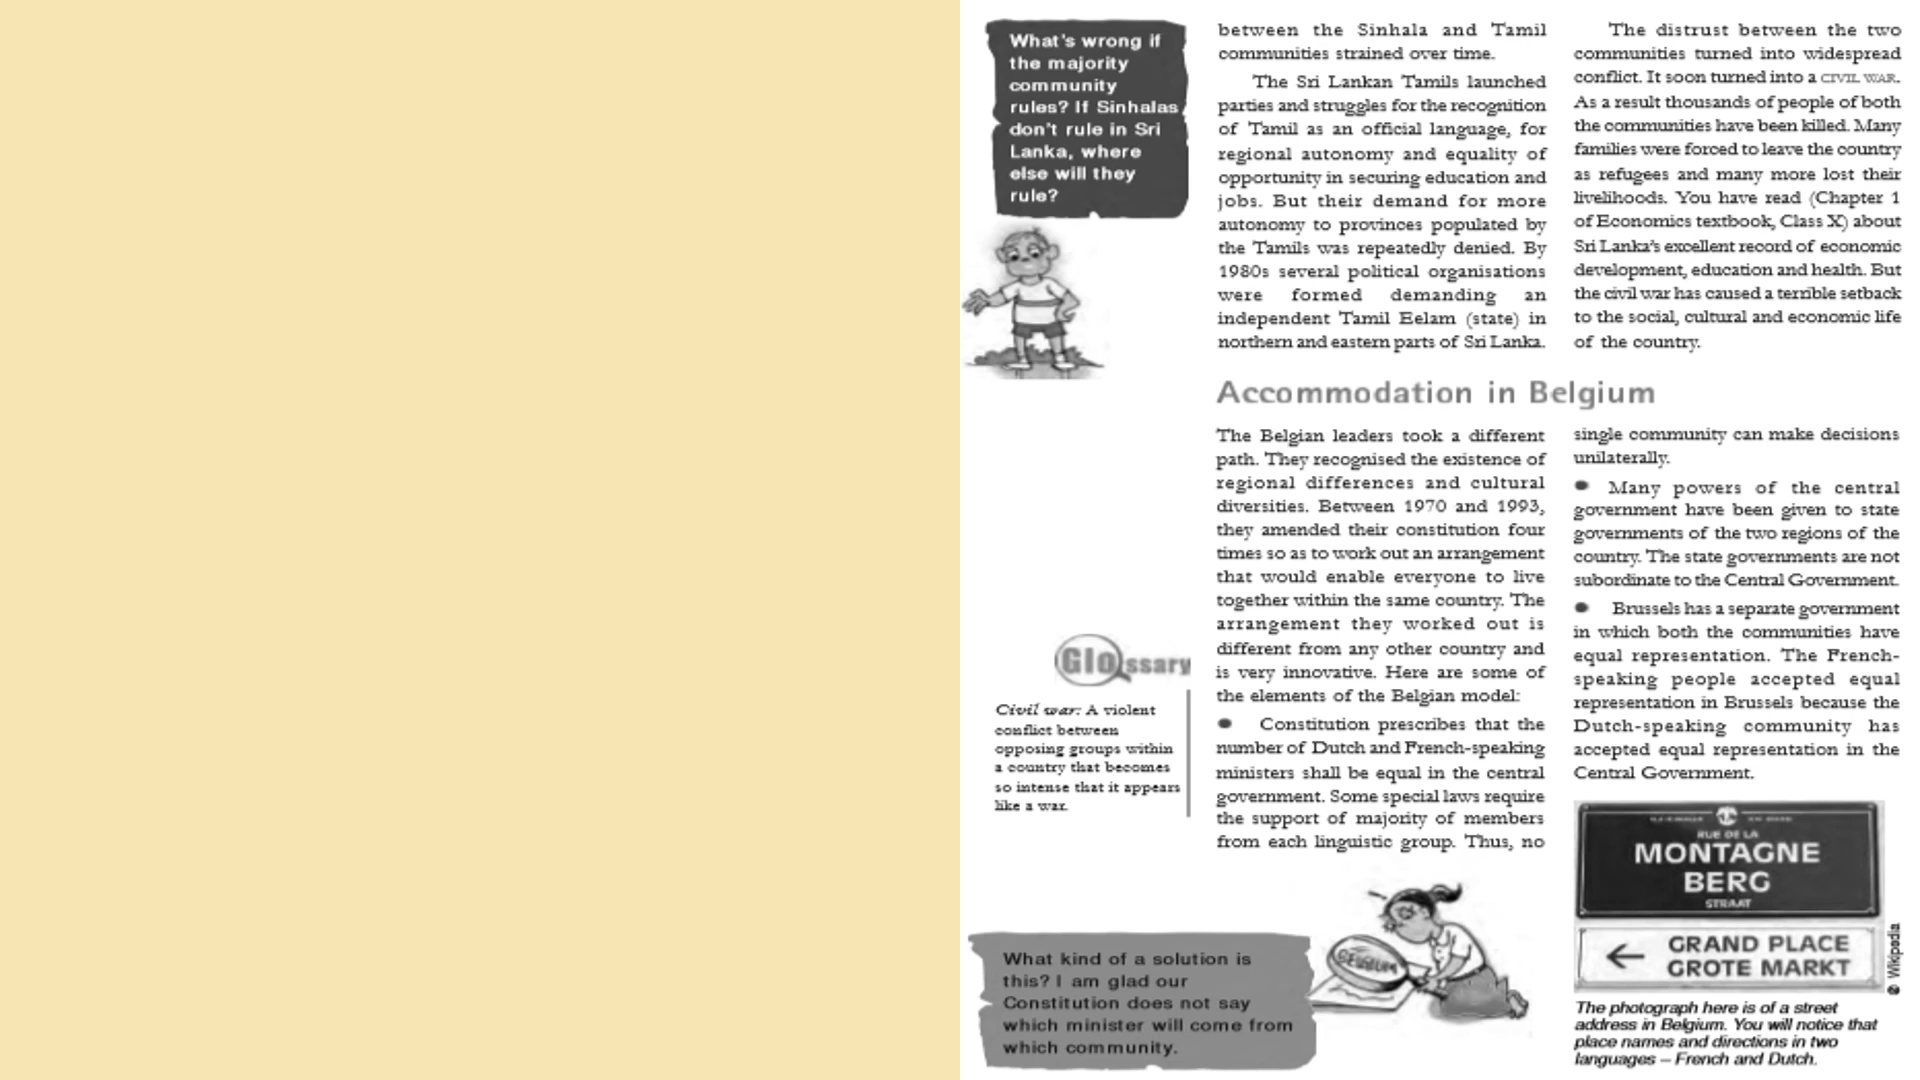 What's wrong if
the majority
community
rules? If Sinhalas
don't rule in Sri
Lanka, where
else will they
rule?
between the Sinhala and Tamil
communities strained over time.
The Sri Lankan Tamils launched
parties and struggles for the recognition
of Tamil as an official language, for
regional autonomy and equality of
opportunity in securing education and
jobs. But their demand for more
autonomy to provinces populated by
the Tamils was repeatedly denied. By
1980s several political organisations
were formed demanding an
independent Tamil Eelam (state) in
northern and eastern parts of Sri Lanka.
The distrust between the two
communities turned into widespread
conflict. It soon turned into a CIVIL WAR.
As a result thousands of people of both
the communities have been killed. Many
families were forced to leave the country
as refugees and many more lost their
livelihoods. You have read (Chapter 1
of Economics textbook, Class X) about
Sri Lanka's excellent record of economic
development, education and health. But
the civil war has caused a terrible setback
to the social, cultural and economic life
of the country.
Accommodation in Belgium
The Belgian leaders took a different
path. They recognised the existence of
regional differences and cultural
diversities. Between 1970 and 1993,
they amended their constitution four
times so as to work out an arrangement
that would enable everyone to live
together within the same country. The
arrangement they worked out is
different from any other country and
is very innovative. Here are some of
the elements of the Belgian model:
● Constitution prescribes that the
number of Dutch and French-speaking
ministers shall be equal in the central
government. Some special laws require
the support of majority of members
from each linguistic group. Thus, no
single community can make decisions
unilaterally.
● Many powers of the central
government have been given to state
governments of the two regions of the
country. The state governments are not
subordinate to the Central Government.
● Brussels has a separate government
in which both the communities have
equal representation. The French-
speaking people accepted equal
representation in Brussels because the
Dutch-speaking community has
accepted equal representation in the
Central Government.
Glossary
Civil war: A violent
conflict between
opposing groups within
a country that becomes
so intense that it appears
like a war.
RUE DE LA
MONTAGNE
BERG
STRAAT
GRAND PLACE
GROTE MARKT
© Wikipedia
The photograph here is of a street
address in Belgium. You will notice that
place names and directions in two
languages – French and Dutch.
BELGIUM
What kind of a solution is
this? I am glad our
Constitution does not say
which minister will come from
which community.